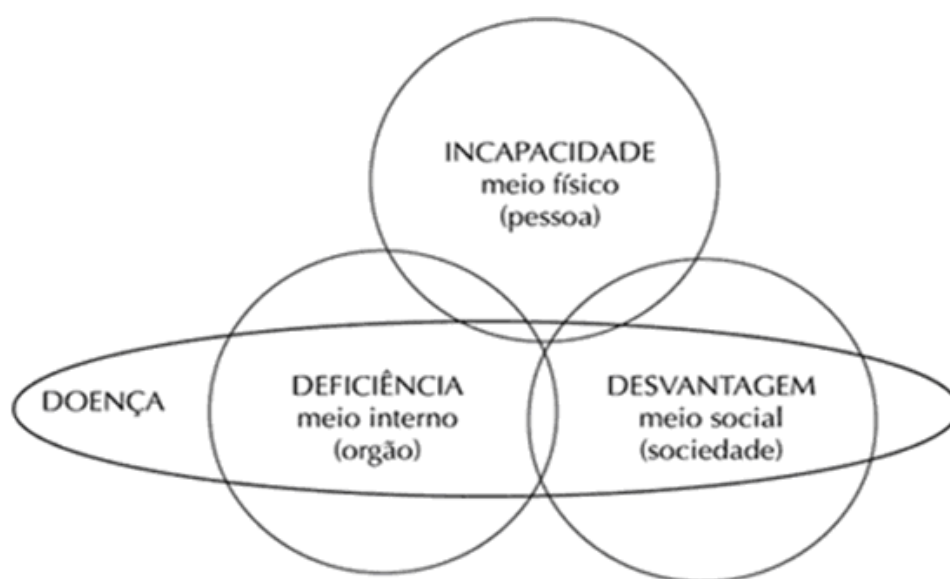 INCAPACIDADE
meio físico
(pessoa)
DOENÇA
DEFICIÊNCIA
meio interno
(orgão)
DESVANTAGEM
meio social
(sociedade)